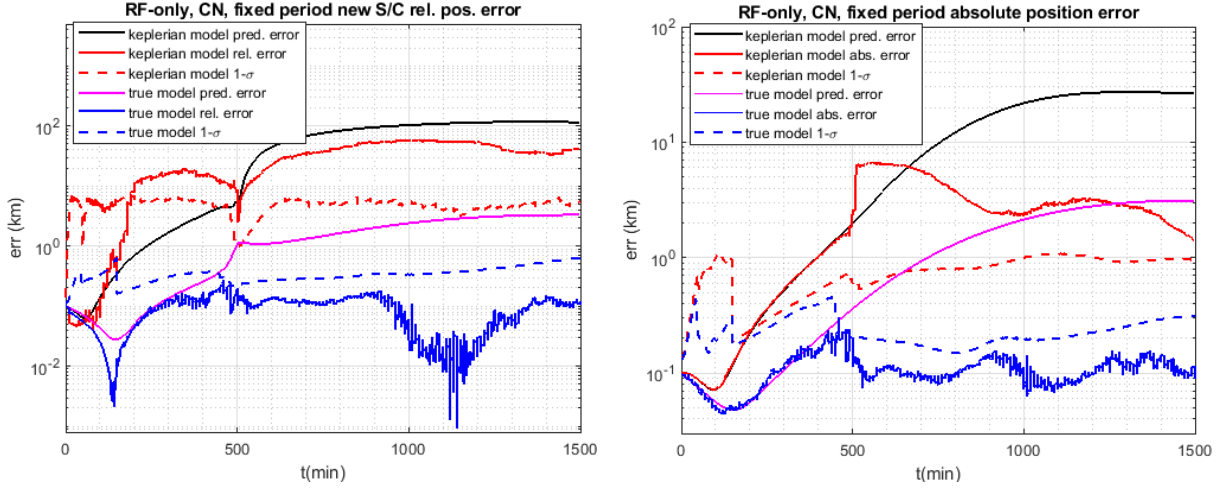 RF-only, CN, fixed period new S/C rel. pos. error
keplerian model pred. error
keplerian model rel. error
keplerian model 1-σ
true model pred. error
true model rel. error
true model 1-σ
10^2
10^0
10^-2
err (km)
0
500
1000
1500
t(min)
RF-only, CN, fixed period absolute position error
keplerian model pred. error
keplerian model abs. error
keplerian model 1-σ
true model pred. error
true model abs. error
true model 1-σ
10^2
10^1
10^0
10^-1
err (km)
0
500
1000
1500
t(min)